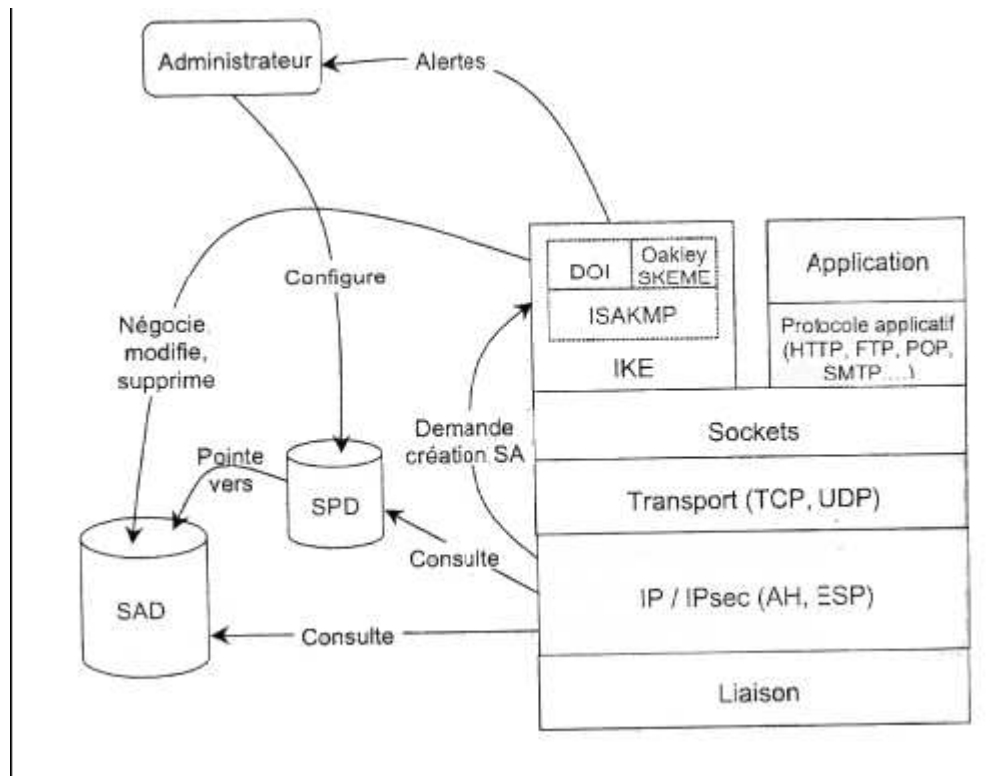 Administrateur
Alertes
Configure
Négocie,
modifie,
supprime
DOI
Oakley
SKEME
ISAKMP
IKE
Application
Protocole applicatif
(HTTP, FTP, POP,
SMTP....)
Demande
création SA
Sockets
Pointe
vers
SPD
Transport (TCP, UDP)
Consulte
SAD
IP / IPsec (AH, ESP)
Consulte
Liaison